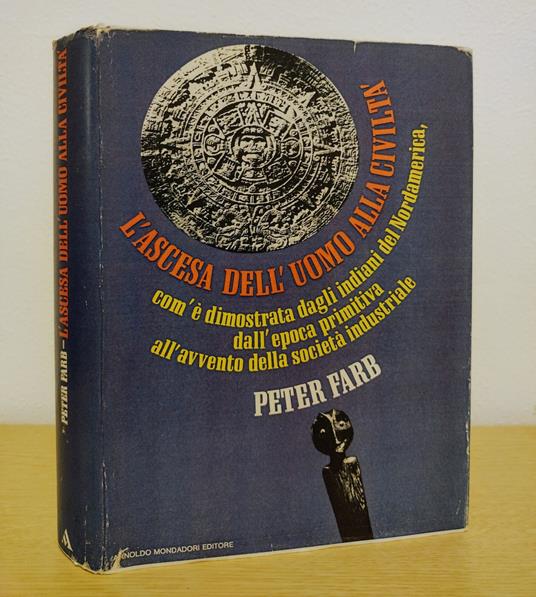 PETER FARB – L'ASCESA DELL'UOMO ALLA CIVILTÀ
L'ASCESA DELL'UOMO ALLA CIVILTÀ
com'è dimostrata dagli indiani del Nordamerica,
dall'epoca primitiva
all'avvento della società industriale
PETER FARB
NOLDO MONDADORI EDITORE